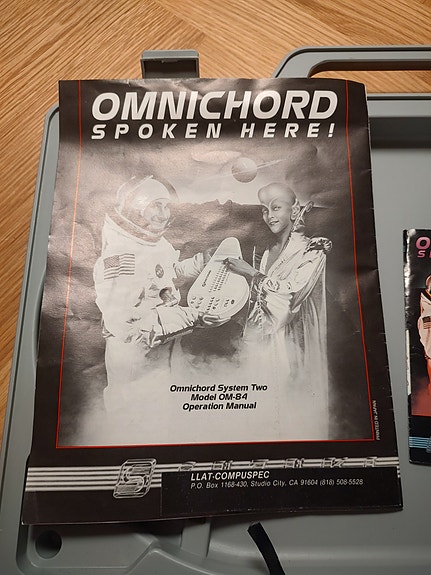 OMNICHORD
SPOKEN HERE!
Omnichord System Two
Model OM-84
Operation Manual
PRINTED IN JAPAN
LLAT-COMPUSPEC
P.O. Box 1168-430, Studio City, CA 91604 (818) 508-5528